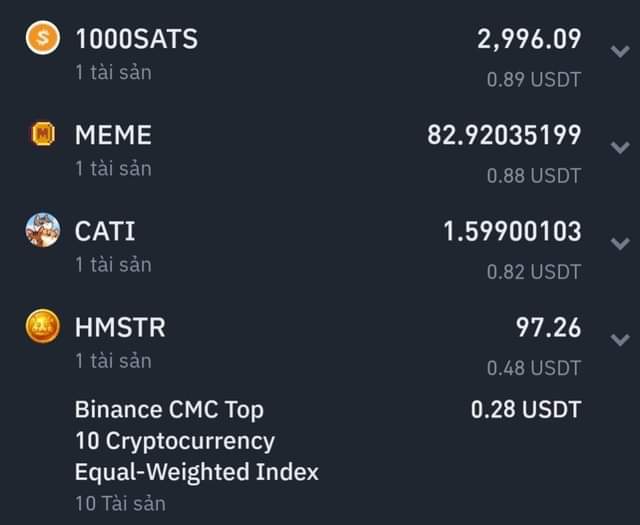 1000SATS 2,996.09
1 tài sản 0.89 USDT
MEME 82.92035199
1 tài sản 0.88 USDT
CATI 1.59900103
1 tài sản 0.82 USDT
HMSTR 97.26
1 tài sản 0.48 USDT
Binance CMC Top 0.28 USDT
10 Cryptocurrency
Equal-Weighted Index
10 Tài sản